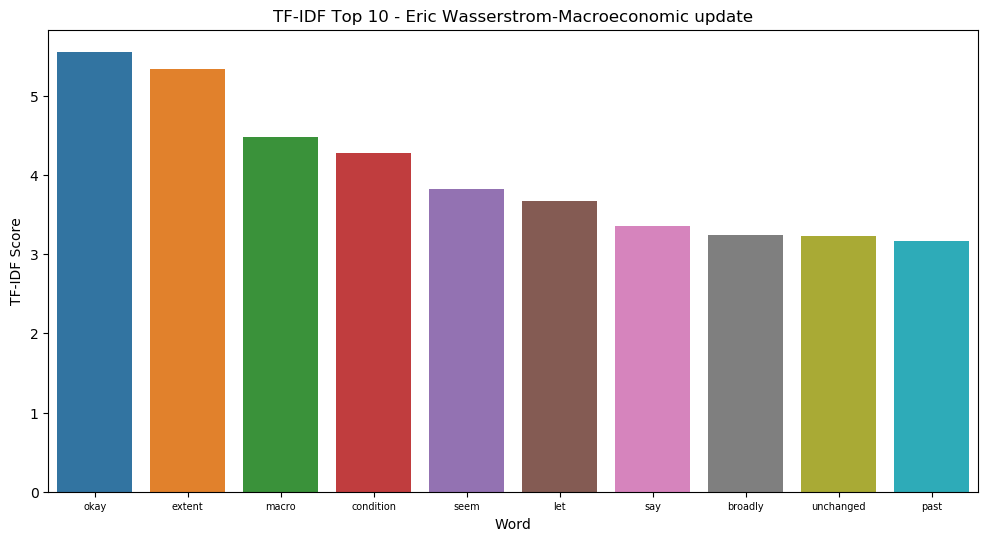 TF-IDF Top 10 - Eric Wasserstrom-Macroeconomic update
TF-IDF Score
5
4
3
2
1
0
okay extent macro condition seem let say broadly unchanged past
Word